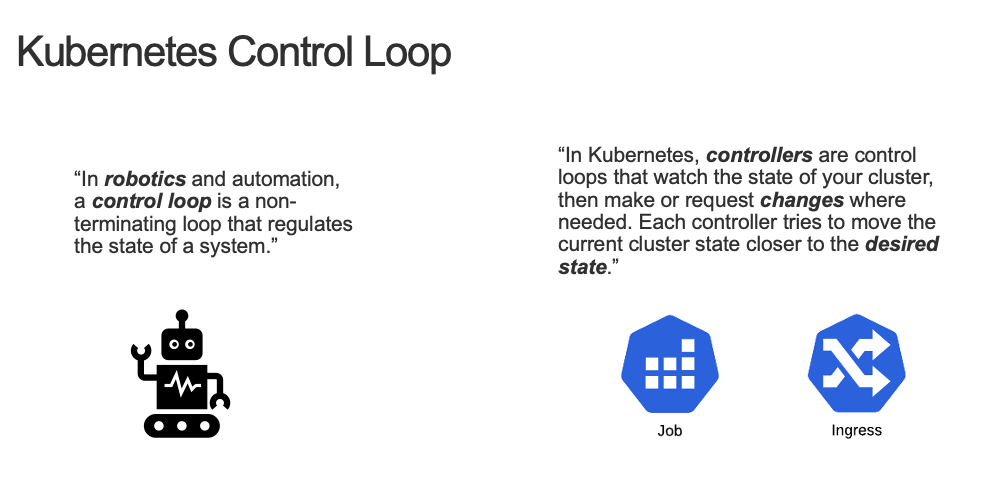 Kubernetes Control Loop
“In robotics and automation,
a control loop is a non-
terminating loop that regulates
the state of a system.”
“In Kubernetes, controllers are control
loops that watch the state of your cluster,
then make or request changes where
needed. Each controller tries to move the
current cluster state closer to the desired
state.”
Job
Ingress